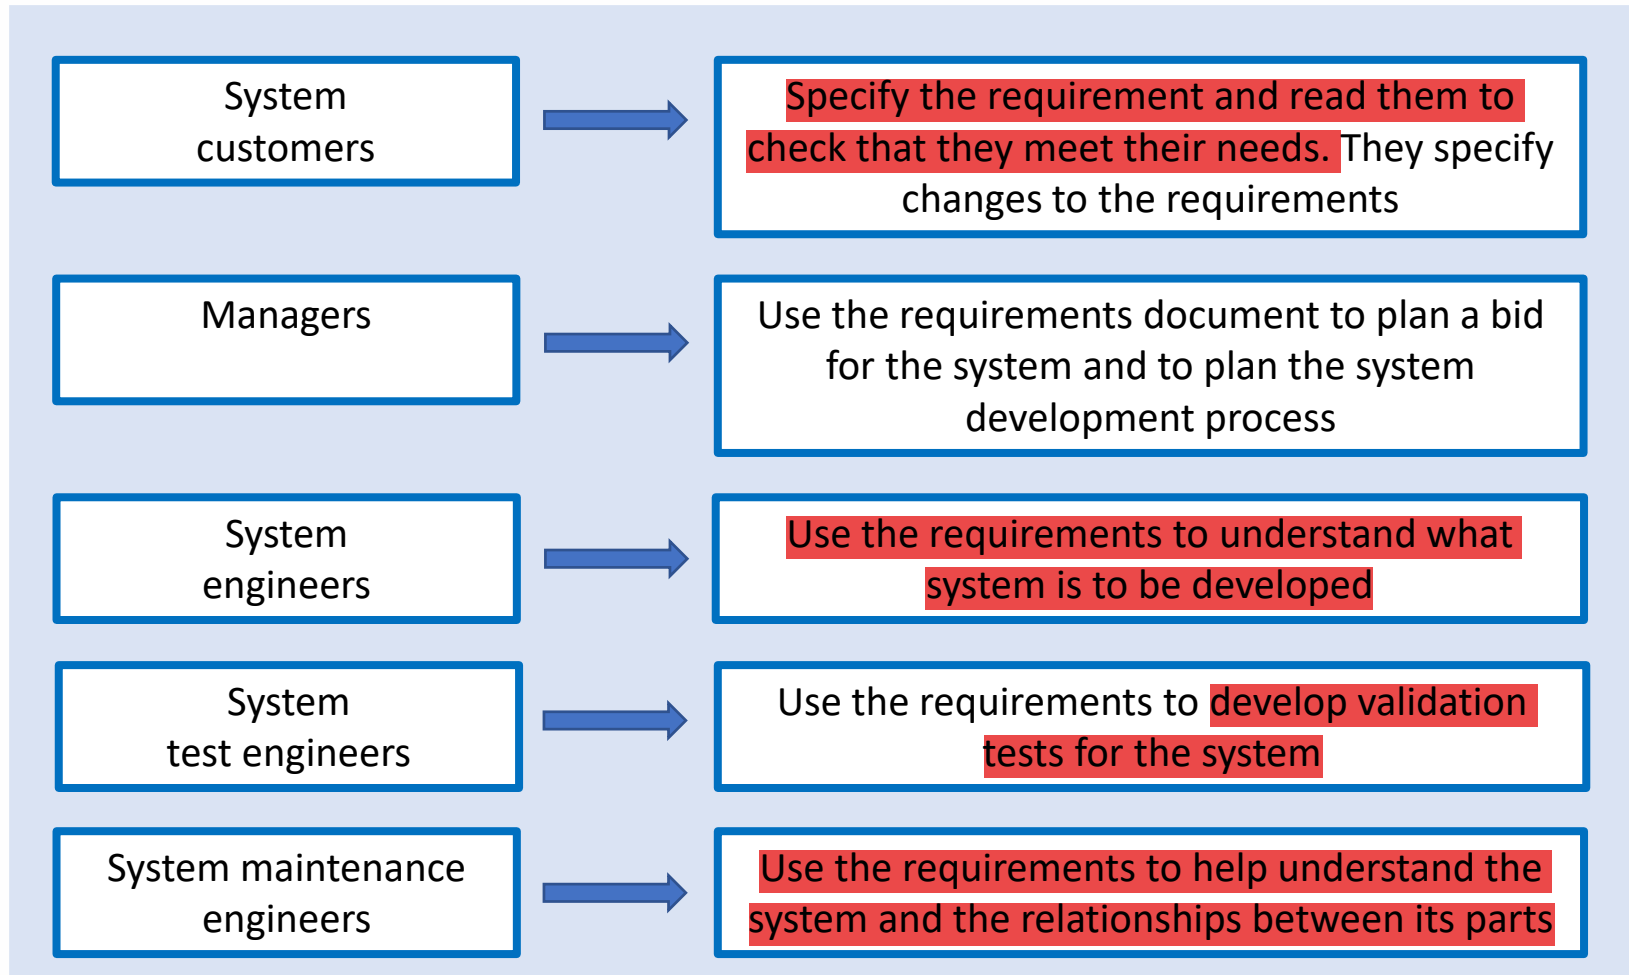 System
customers
Specify the requirement and read them to
check that they meet their needs. They specify
changes to the requirements
Managers
Use the requirements document to plan a bid
for the system and to plan the system
development process
System
engineers
Use the requirements to understand what
system is to be developed
System
test engineers
Use the requirements to develop validation
tests for the system
System maintenance
engineers
Use the requirements to help understand the
system and the relationships between its parts